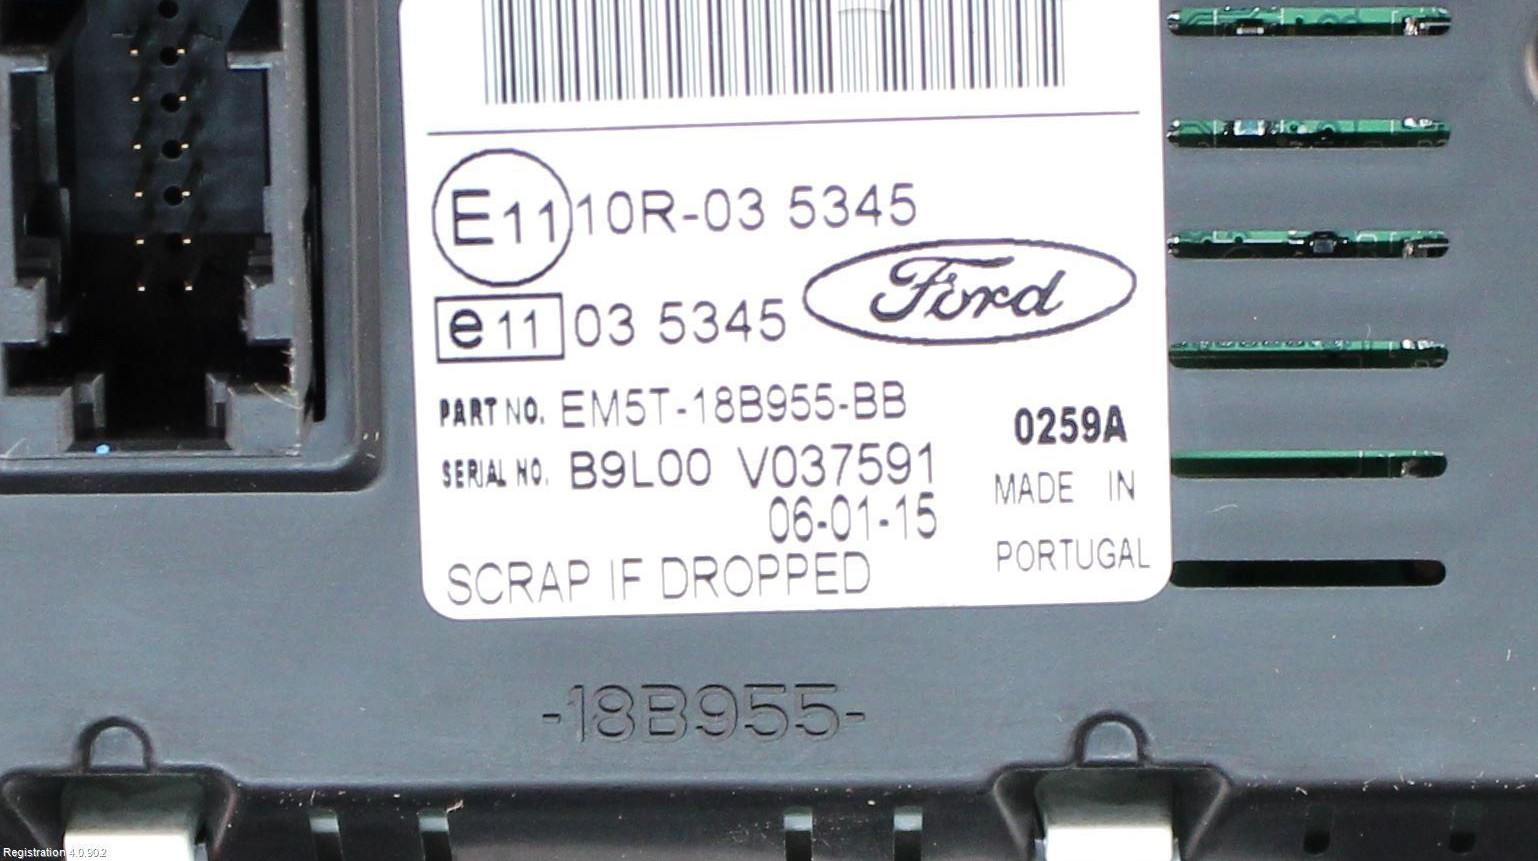 E11 10R-03 5345
e11 03 5345 Ford
PART NO. EM5T-18B955-BB
0259A
SERIAL NO. B9L00 V037591
MADE IN
06-01-15
PORTUGAL
SCRAP IF DROPPED
-18B955-
Registration 4.0.90.2